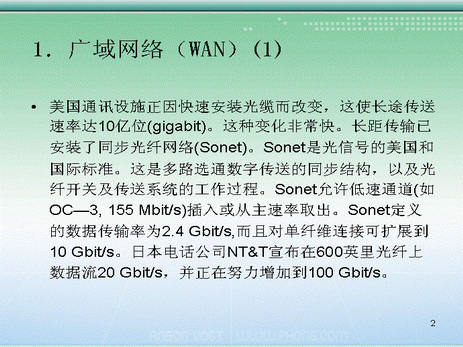 1. 广域网络（WAN）(1)
• 美国通讯设施正因快速安装光缆而改变，这使长途传送
速率达10亿位(gigabit)。这种变化非常快。长距传输已
安装了同步光纤网络(Sonet)。Sonet是光信号的美国和
国际标准。这是多路选通数字传送的同步结构，以及光
纤开关及传送系统的工作过程。Sonet允许低速通道(如
OC—3, 155 Mbit/s)插入或从主速率取出。Sonet定义
的数据传输率为2.4 Gbit/s,而且对单纤维连接可扩展到
10 Gbit/s。日本电话公司NT&T宣布在600英里光纤上
数据流20 Gbit/s，并正在努力增加到100 Gbit/s。
2